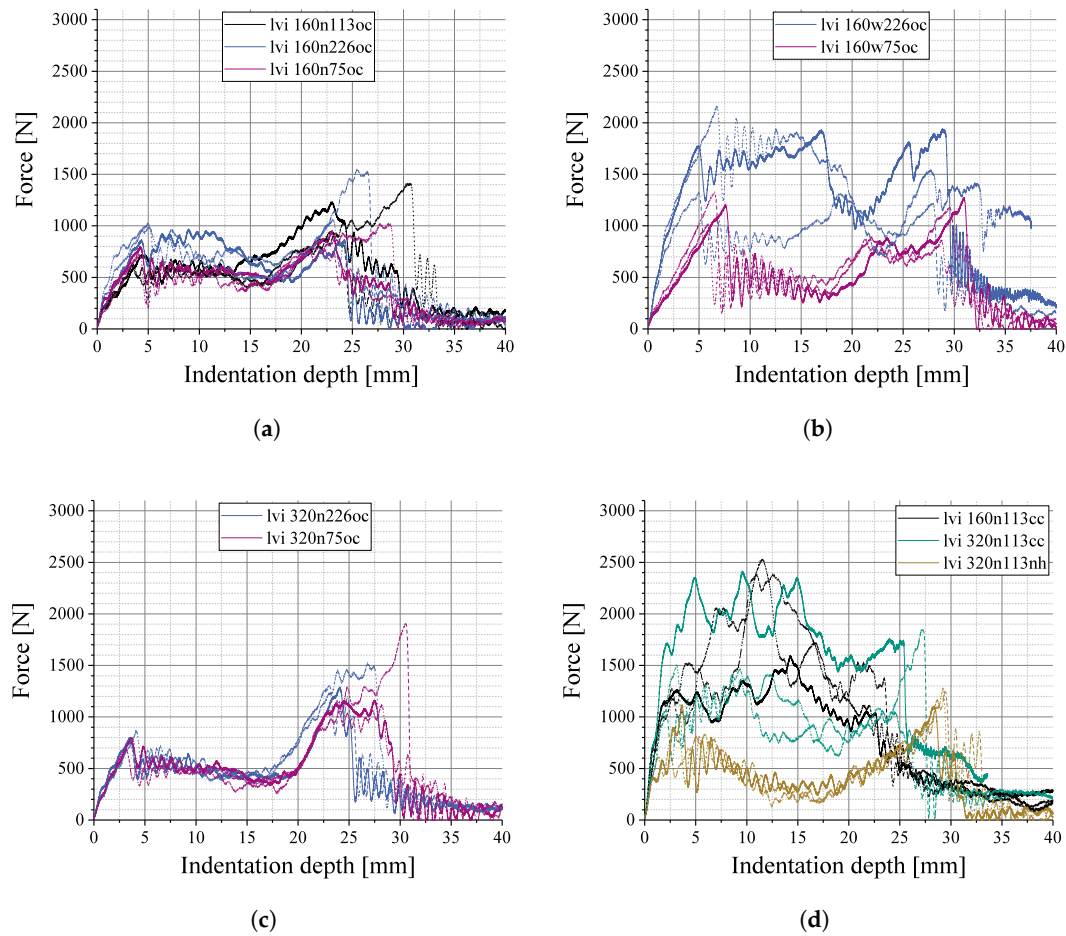 lvi 160n113oc
lvi 160n226oc
lvi 160n75oc
3000
2500
2000
1500
1000
500
0
Force [N]
0 5 10 15 20 25 30 35 40
Indentation depth [mm]
(a)
lvi 160w226oc
lvi 160w75oc
3000
2500
2000
1500
1000
500
0
Force [N]
0 5 10 15 20 25 30 35 40
Indentation depth [mm]
(b)
lvi 320n226oc
lvi 320n75oc
3000
2500
2000
1500
1000
500
0
Force [N]
0 5 10 15 20 25 30 35 40
Indentation depth [mm]
(c)
lvi 160n113cc
lvi 320n113cc
lvi 320n113nh
3000
2500
2000
1500
1000
500
0
Force [N]
0 5 10 15 20 25 30 35 40
Indentation depth [mm]
(d)